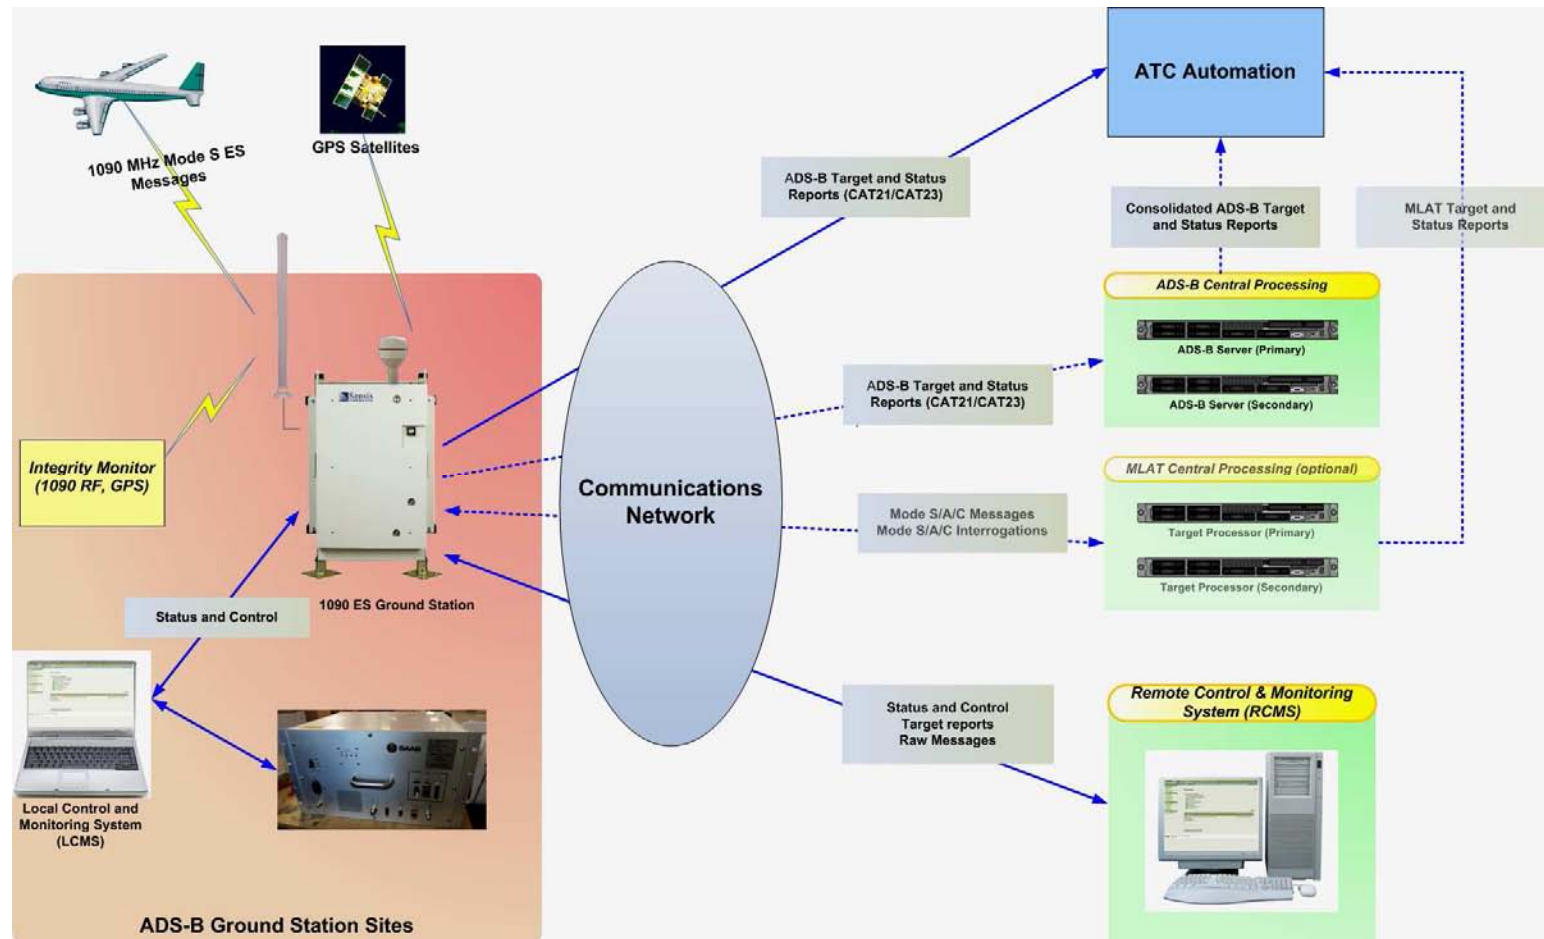 ATC Automation
1090 MHz Mode S ES
Messages
GPS Satellites
ADS-B Target and Status
Reports (CAT21/CAT23)
Consolidated ADS-B Target
and Status Reports
MLAT Target and
Status Reports
ADS-B Central Processing
ADS-B Server (Primary)
ADS-B Server (Secondary)
ADS-B Target and Status
Reports (CAT21/CAT23)
Sensis
Integrity Monitor
(1090 RF, GPS)
Communications
Network
MLAT Central Processing (optional)
Mode S/A/C Messages
Mode S/A/C Interrogations
Target Processor (Primary)
Target Processor (Secondary)
1090 ES Ground Station
Status and Control
Remote Control & Monitoring
System (RCMS)
Status and Control
Target reports
Raw Messages
SAAB
Local Control and
Monitoring System
(LCMS)
ADS-B Ground Station Sites